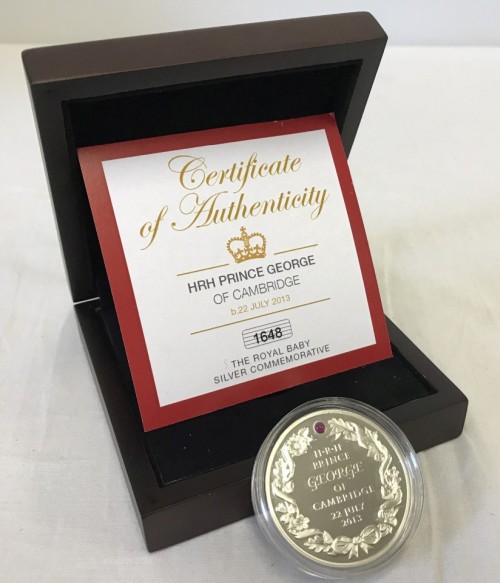 Certificate
of Authenticity
HRH PRINCE GEORGE
OF CAMBRIDGE
b.22 JULY 2013
1648
THE ROYAL BABY
SILVER COMMEMORATIVE
H·R·H
PRINCE
GEORGE
OF
CAMBRIDGE
22 JULY
2013